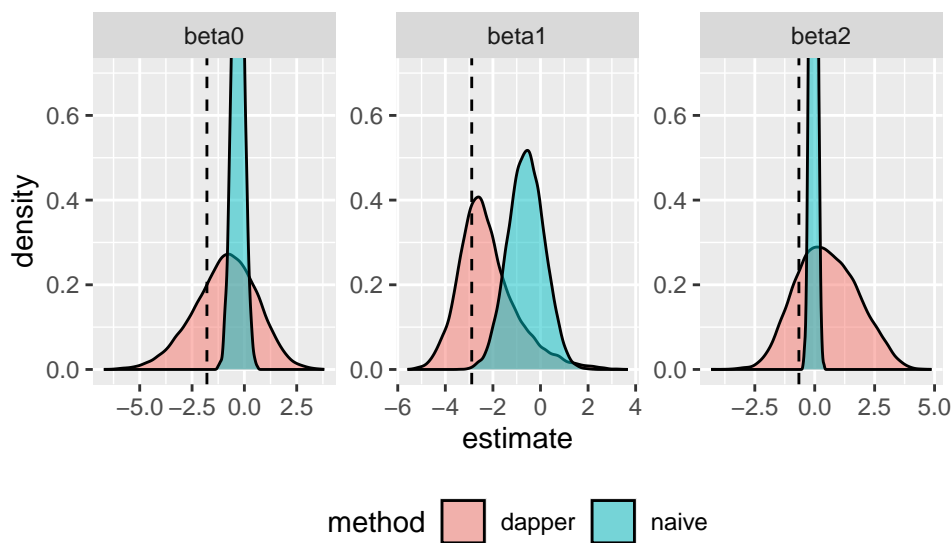 beta0 beta1 beta2
density
0.6 0.6 0.6
0.4 0.4 0.4
0.2 0.2 0.2
0.0 0.0 0.0
−5.0 −2.5 0.0 2.5 −6 −4 −2 0 2 4 −2.5 0.0 2.5 5.0
estimate
method dapper naive